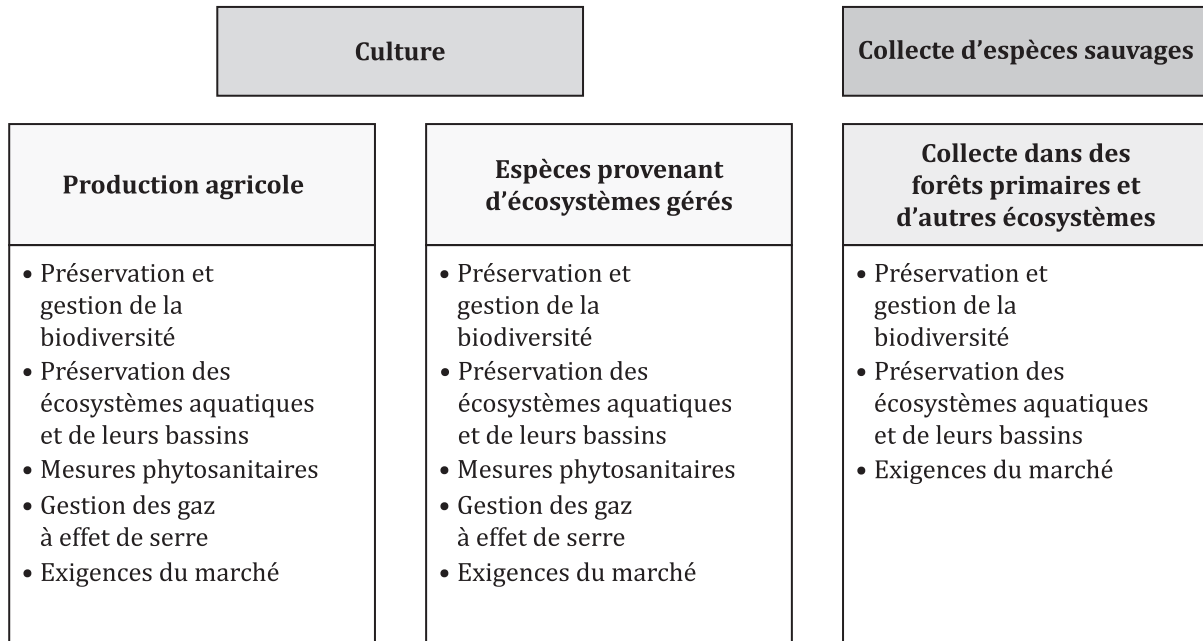 Culture
Collecte d'espèces sauvages
Production agricole
• Préservation et
gestion de la
biodiversité
• Préservation des
écosystèmes aquatiques
et de leurs bassins
• Mesures phytosanitaires
• Gestion des gaz
à effet de serre
• Exigences du marché
Espèces provenant
d’écosystèmes gérés
• Préservation et
gestion de la
biodiversité
• Préservation des
écosystèmes aquatiques
et de leurs bassins
• Mesures phytosanitaires
• Gestion des gaz
à effet de serre
• Exigences du marché
Collecte dans des
forêts primaires et
d’autres écosystèmes
• Préservation et
gestion de la
biodiversité
• Préservation des
écosystèmes aquatiques
et de leurs bassins
• Exigences du marché